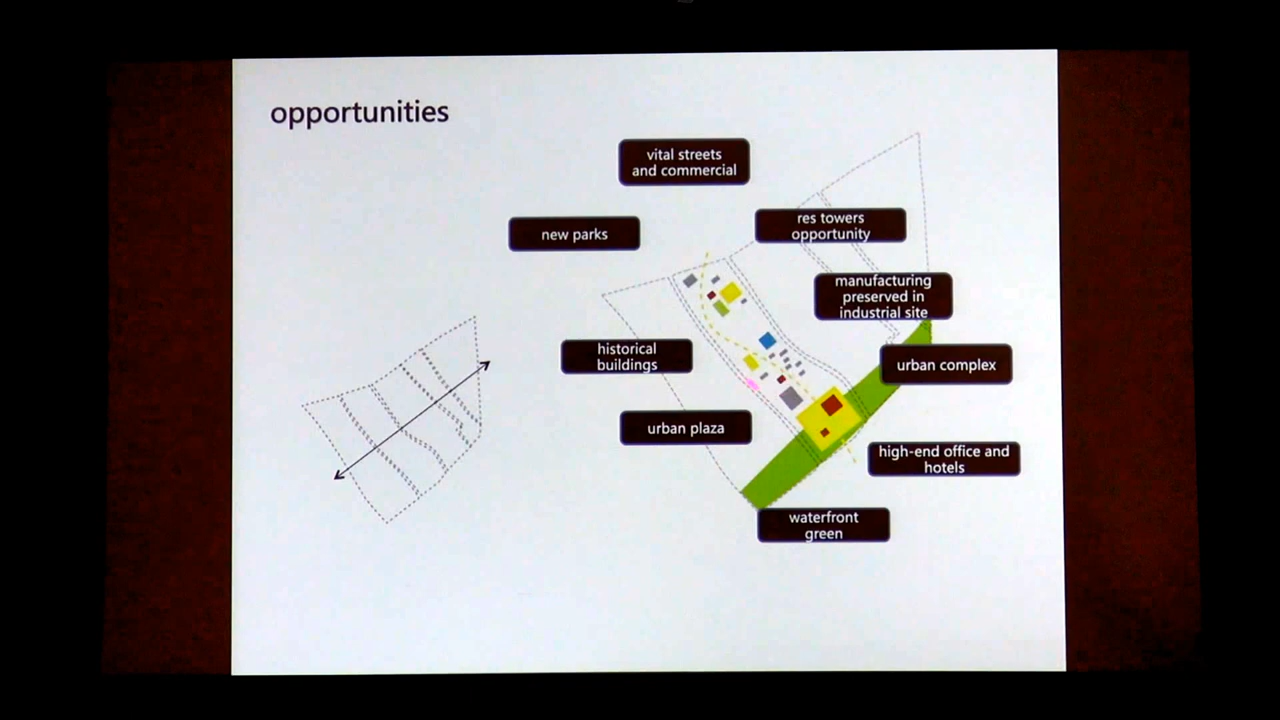 opportunities
vital streets
and commercial
new parks
res towers
opportunity
manufacturing
preserved in
industrial site
historical
buildings
urban complex
urban plaza
high-end office and
hotels
waterfront
green